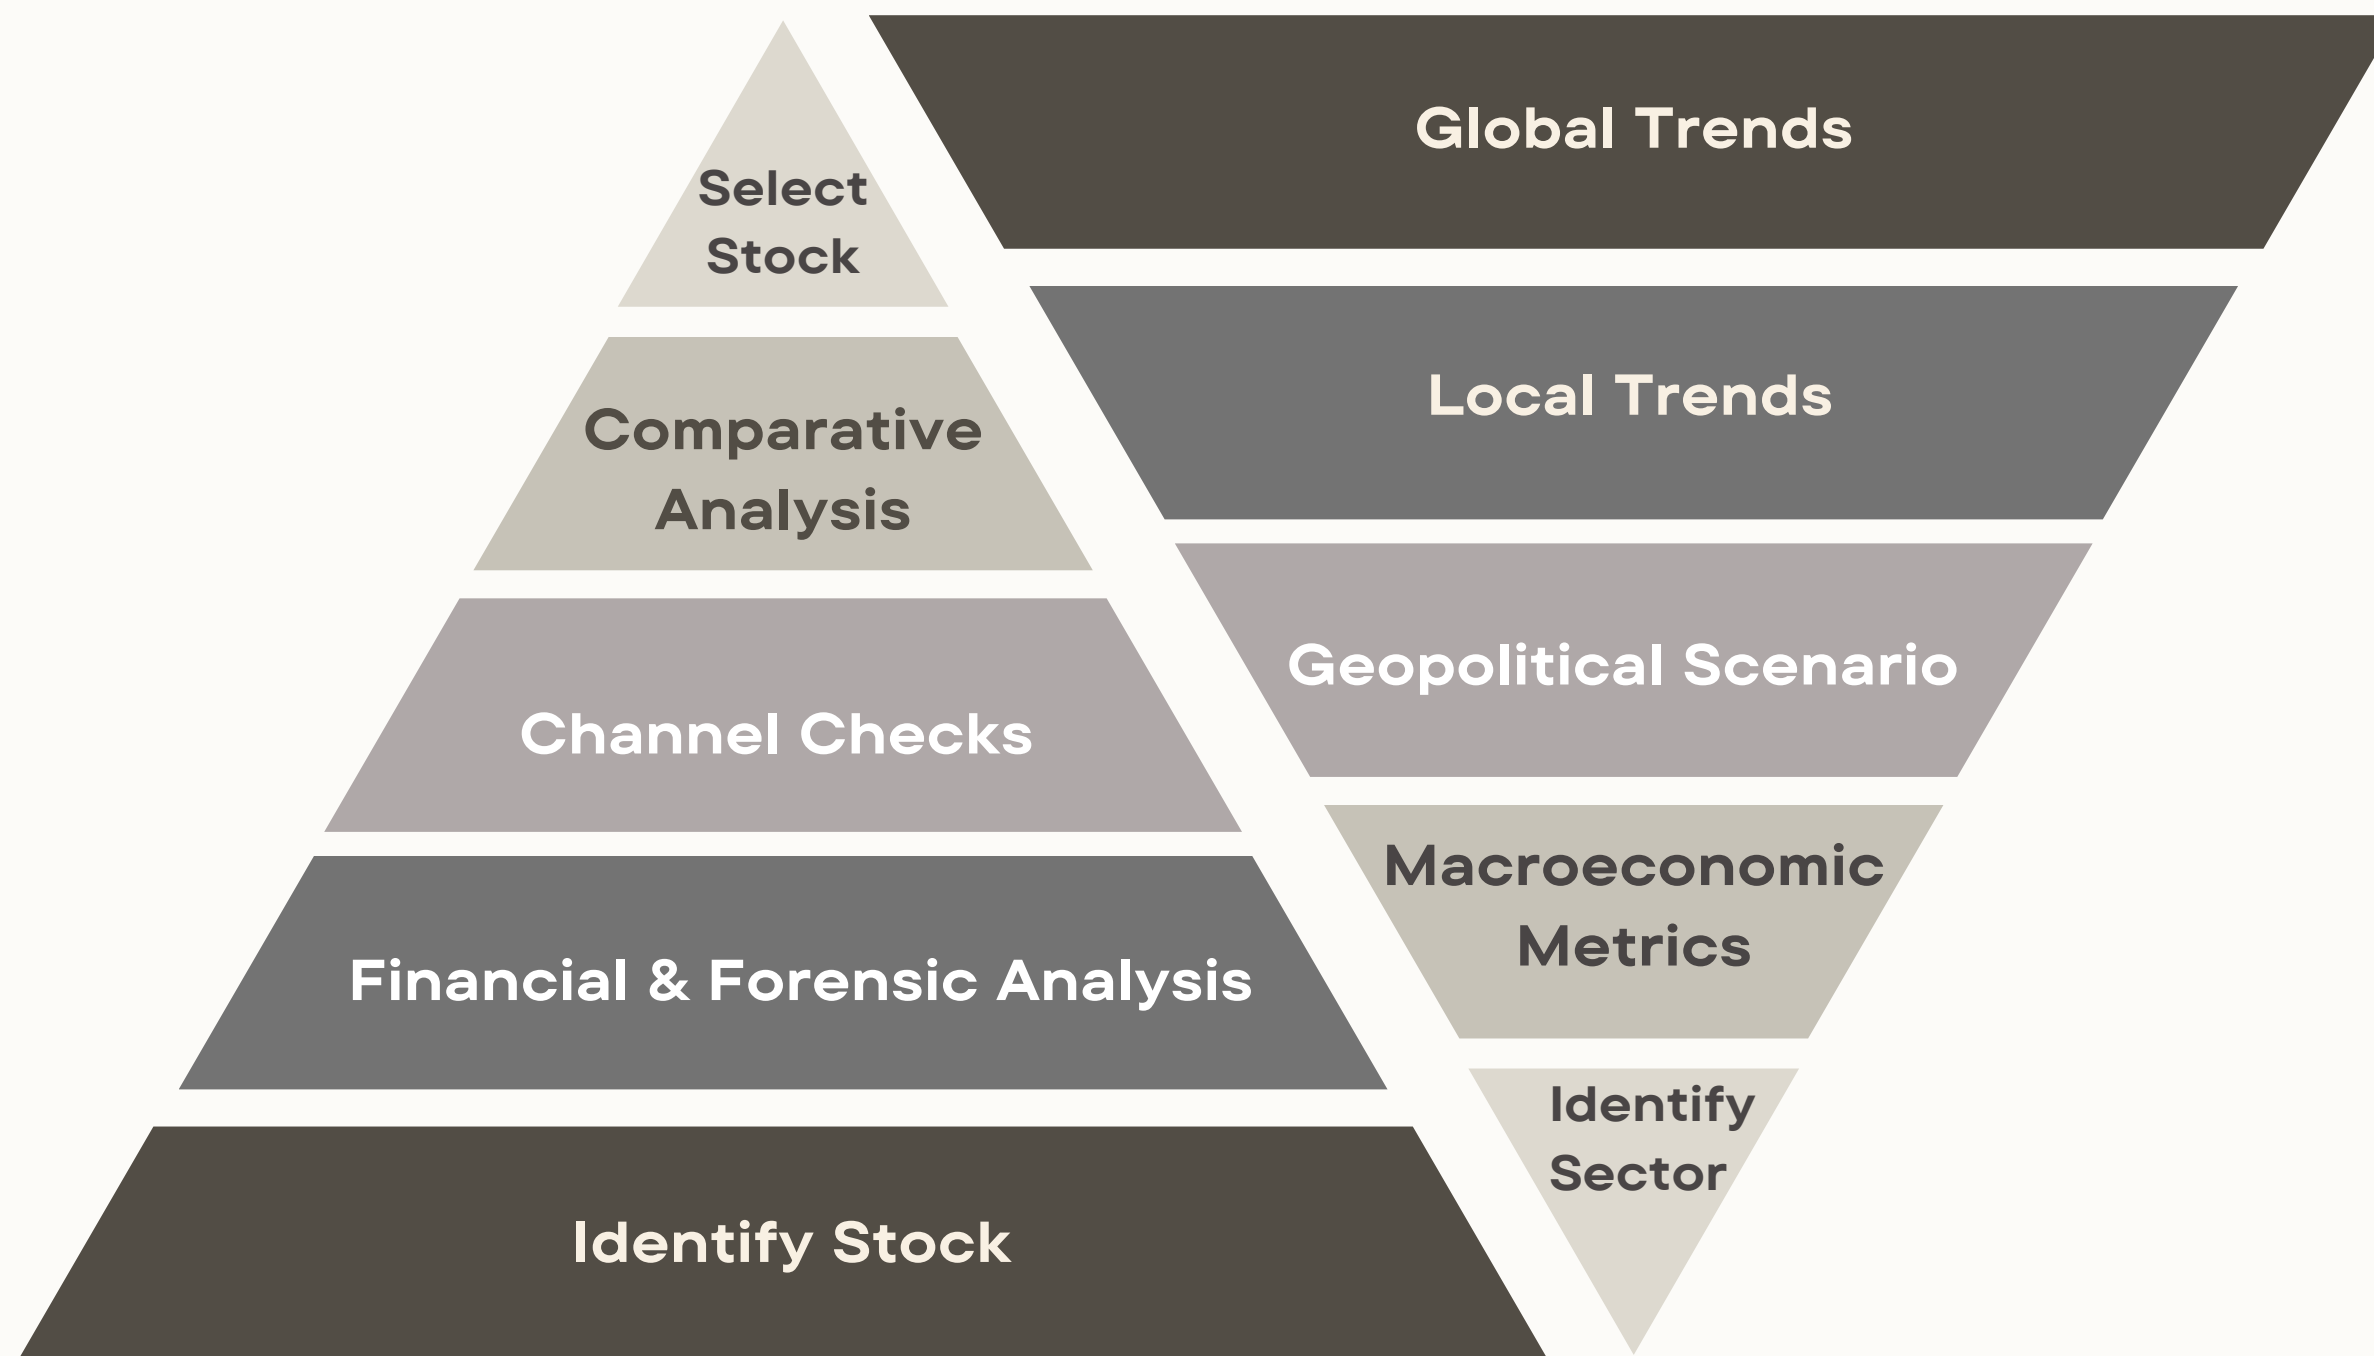 Select
Stock
Comparative
Analysis
Channel Checks
Financial & Forensic Analysis
Identify Stock
Global Trends
Local Trends
Geopolitical Scenario
Macroeconomic
Metrics
Identify
Sector